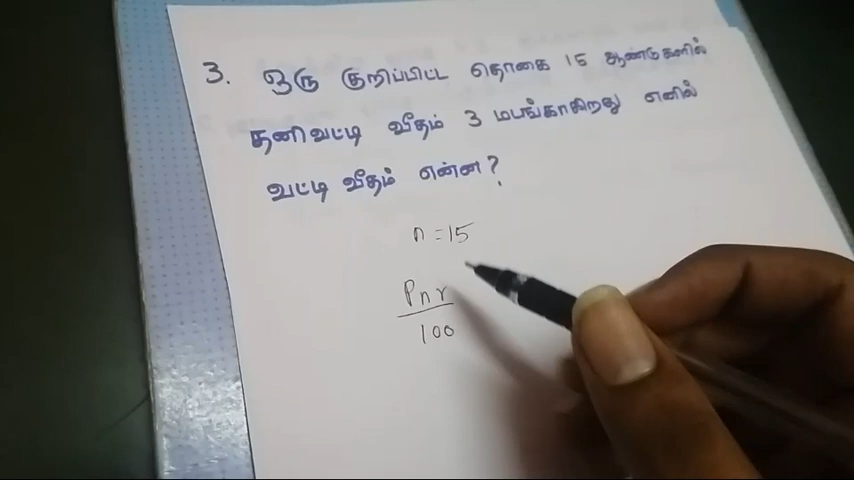 3. ஒரு குறிப்பிட்ட தொகை 15 ஆண்டுகளில்
தனிவட்டி வீதம் 3 மடங்காகிறது எனில்
வட்டி வீதம் என்ன?
n = 15
Pnr
100